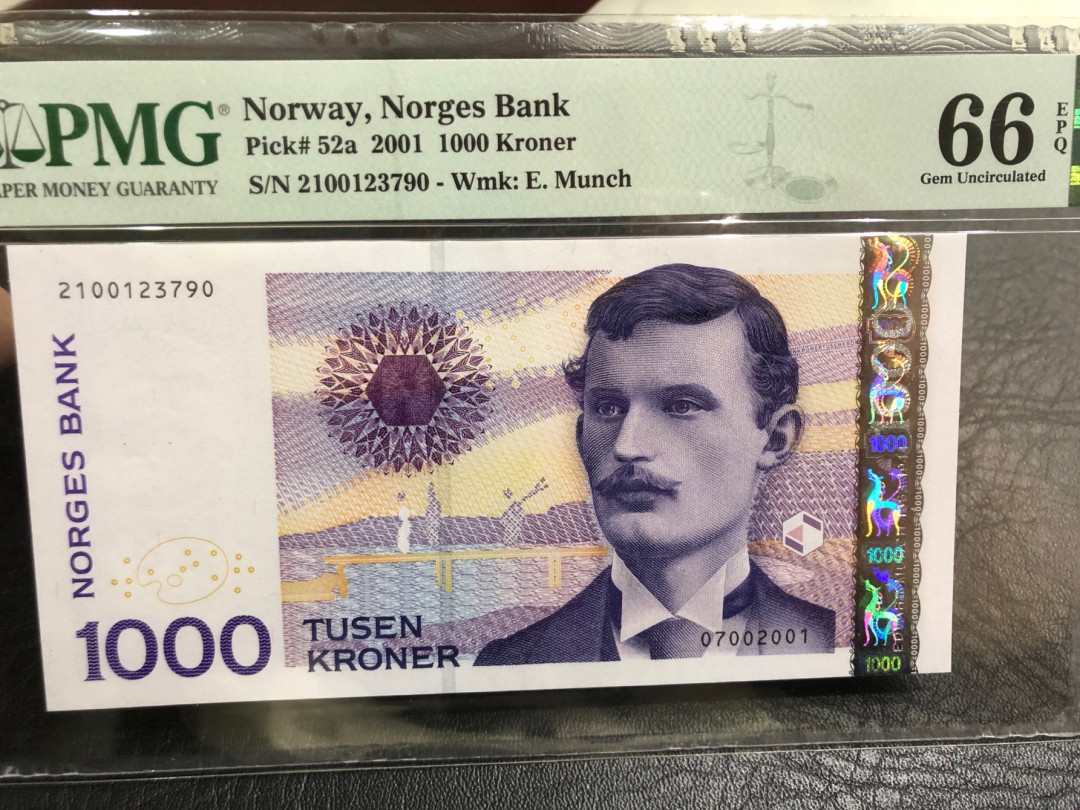 PMG®
PER MONEY GUARANTY
Norway, Norges Bank
Pick# 52a 2001 1000 Kroner
S/N 2100123790 - Wmk: E. Munch
66
EPQ
Gem Uncirculated
2100123790
NORGES BANK
1000
TUSEN
KRONER
07002001
1000
1000
1000